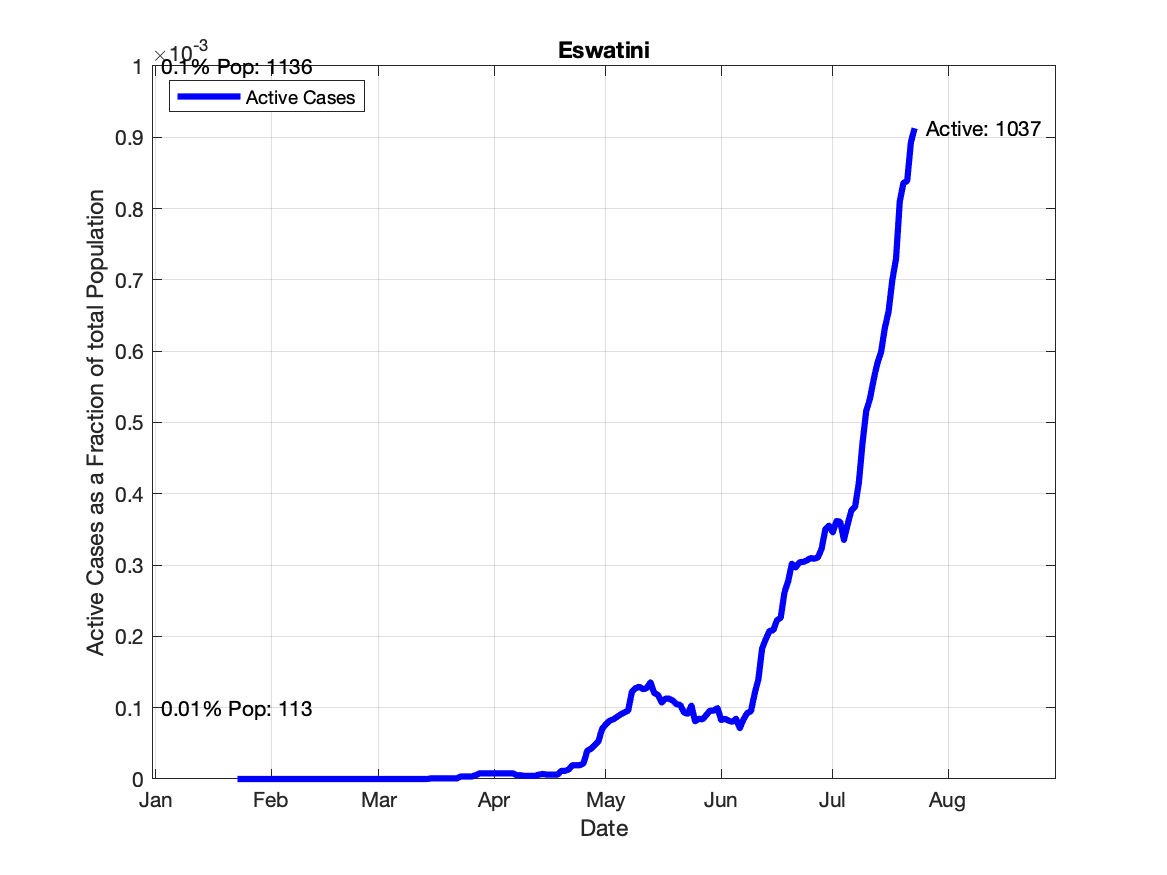 Eswatini
×10-3
0.1% Pop: 1136
Active Cases
Active: 1037
0.01% Pop: 113
Active Cases as a Fraction of total Population
1
0.9
0.8
0.7
0.6
0.5
0.4
0.3
0.2
0.1
0
Jan Feb Mar Apr May Jun Jul Aug
Date